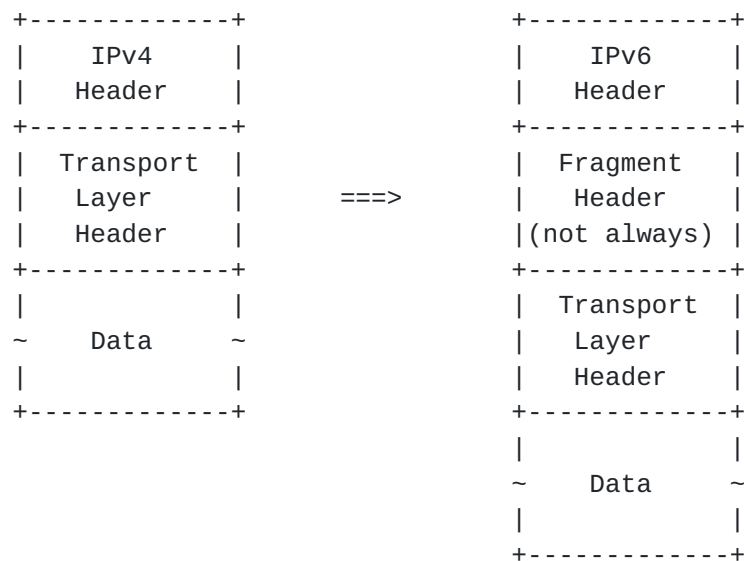 +-------------+ +-------------+
| IPv4 | | IPv6 |
| Header | | Header |
+-------------+ +-------------+
| Transport | | Fragment |
| Layer | ===> | Header |
| Header | |(not always) |
+-------------+ +-------------+
| | | Transport |
~ Data ~ | Layer |
| | | Header |
+-------------+ +-------------+
| |
~ Data ~
| |
+-------------+